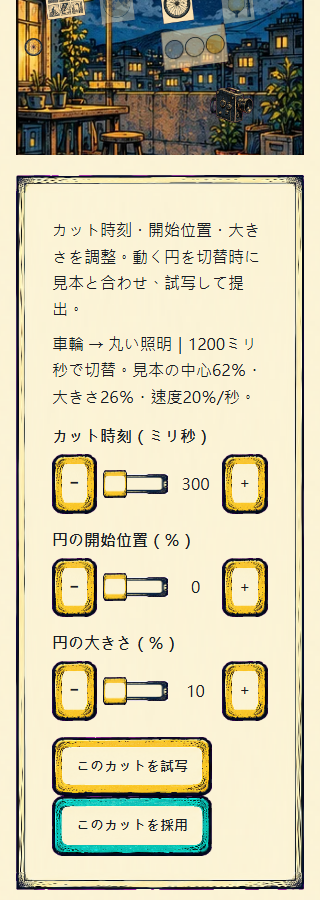 カット時刻・開始位置・大き
さを調整。動く円を切替時に
見本と合わせ、試写して提
出。
車輪 → 丸い照明 | 1200ミリ
秒で切替。見本の中心62%・
大きさ26%・速度20%/秒。
カット時刻 ( ミリ秒 )
− 300 +
円の開始位置 ( % )
− 0 +
円の大きさ ( % )
− 10 +
このカットを試写
このカットを採用